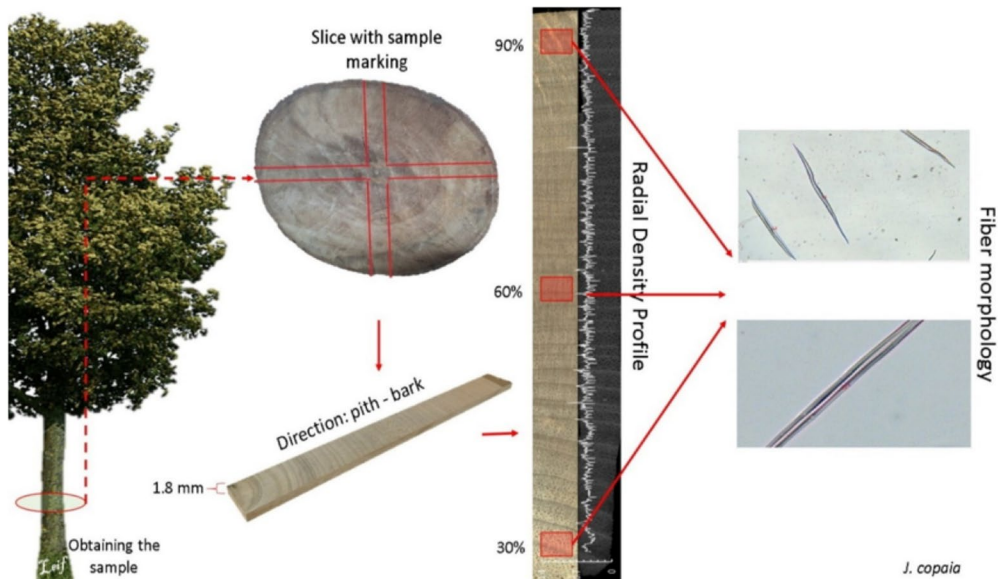 Slice with sample
marking
90%
60%
30%
Radial Density Profile
Fiber morphology
Direction: pith - bark
1.8 mm
Obtaining the
sample
Leif
J. copaia